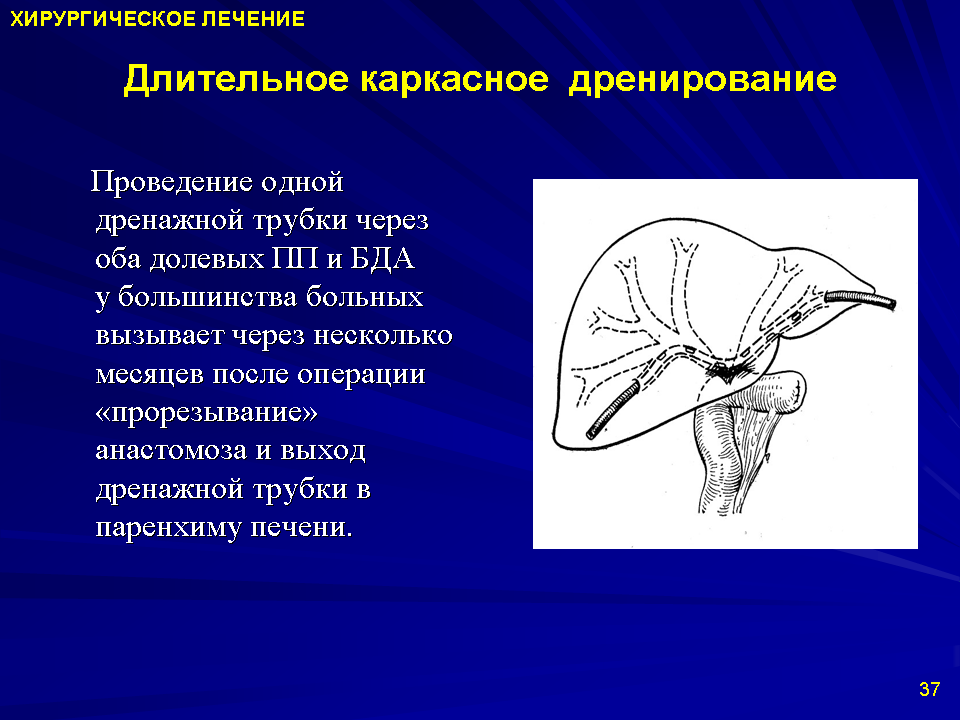 ХИРУРГИЧЕСКОЕ ЛЕЧЕНИЕ
Длительное каркасное дренирование
Проведение одной
дренажной трубки через
оба долевых ПП и БДА
у большинства больных
вызывает через несколько
месяцев после операции
«прорезывание»
анастомоза и выход
дренажной трубки в
паренхиму печени.
37